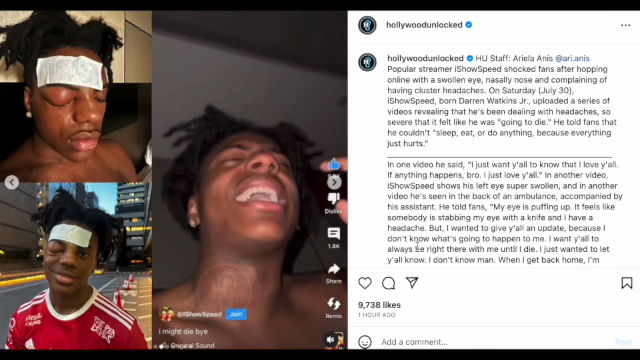 hollywoodunlocked
hollywoodunlocked HU Staff: Ariela Anís @ari.anis
Popular streamer iShowSpeed shocked fans after hopping
online with a swollen eye, nasally nose and complaining of
having cluster headaches. On Saturday (July 30),
iShowSpeed, born Darren Watkins Jr., uploaded a series of
videos revealing that he's been dealing with headaches, so
severe that it felt like he was "going to die." He told fans that
he couldn't "sleep, eat, or do anything, because everything
just hurts."
In one video he said, "I just want y'all to know that I love y'all.
If anything happens, bro. I just love y'all." In another video,
iShowSpeed shows his left eye super swollen, and in another
video he's seen in the back of an ambulance, accompanied by
his assistant. He told fans, "My eye is puffing up. It feels like
somebody is stabbing my eye with a knife and I have a
headache. But, I wanted to give y'all an update, because I
don't know what's going to happen to me. I want y'all to
always be right there with me until I die. I just wanted to let
y'all know. I don't know man. When I get back home, I'm
9,738 likes
1 HOUR AGO
Add a comment...
Post
Dislike
1.8K
Share
Remix
@IShowSpeed Join
i might die bye
Original Sound